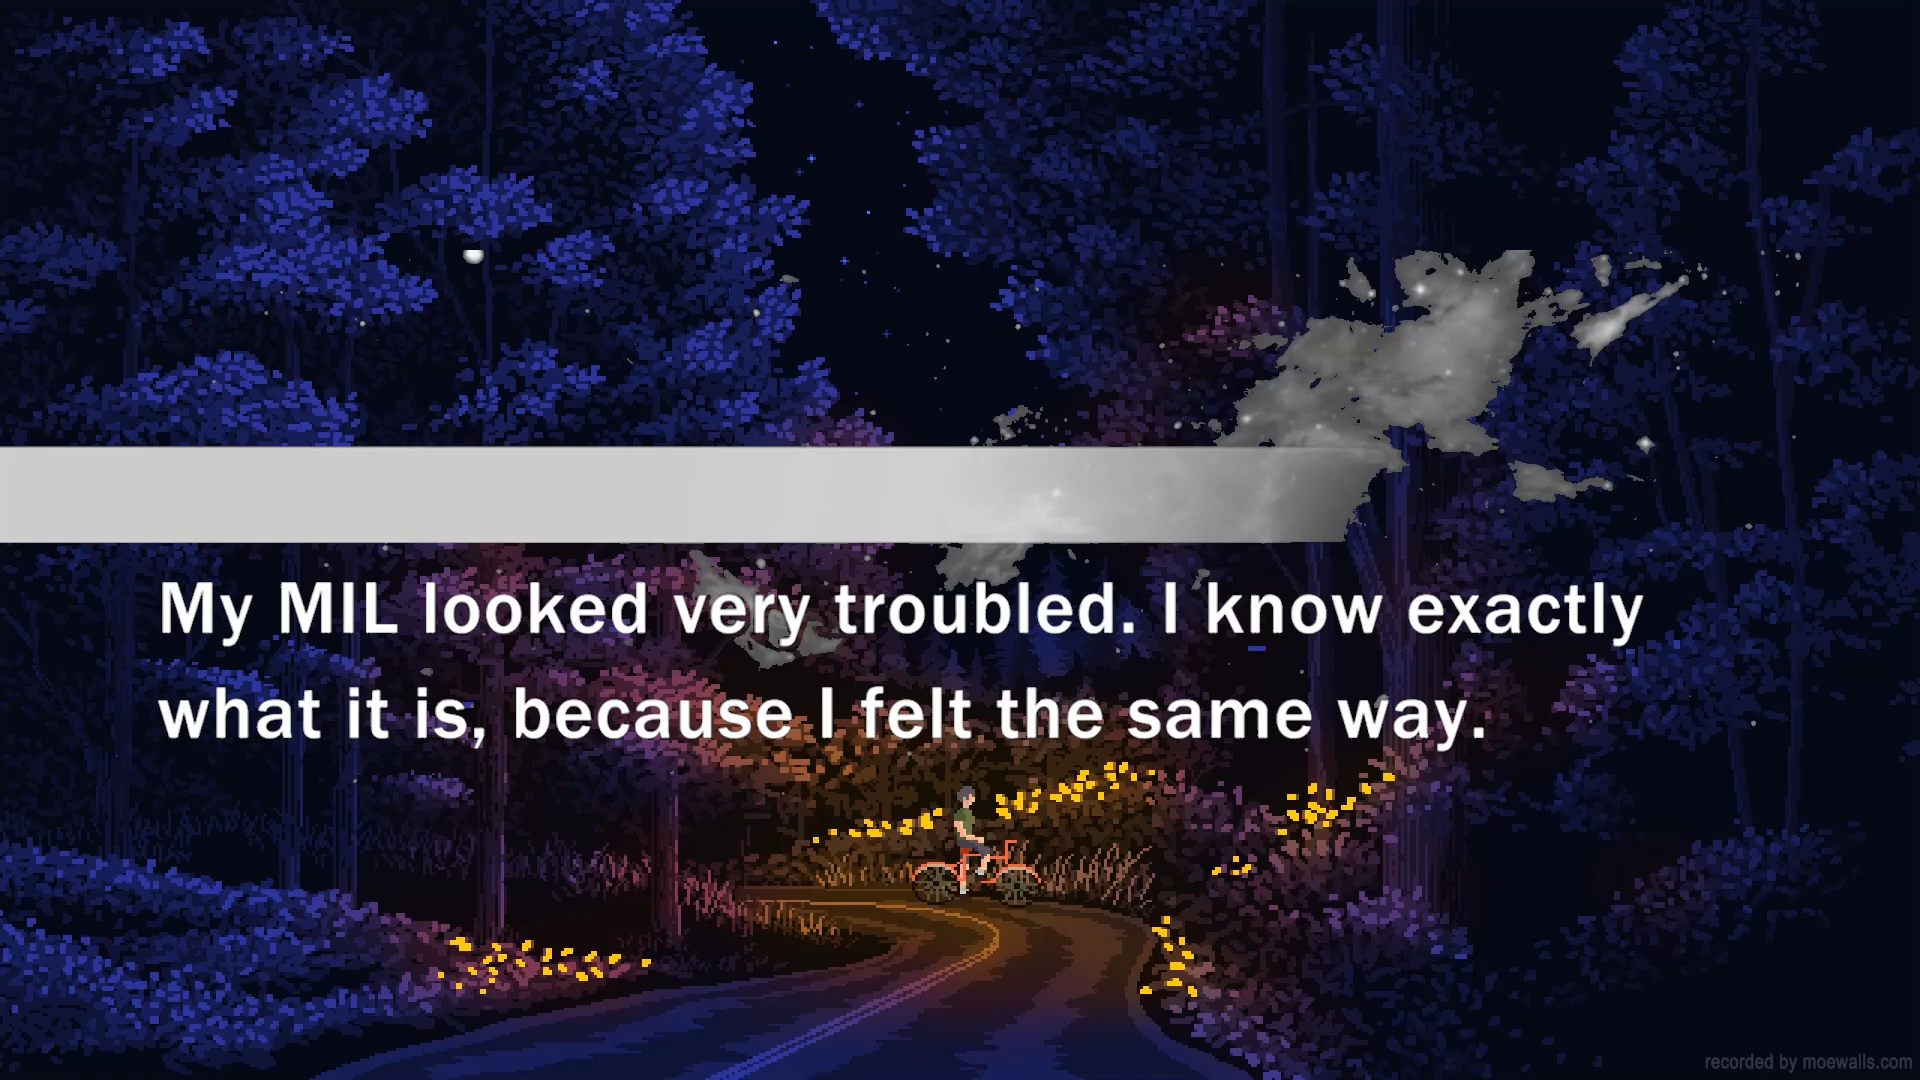 My MIL looked very troubled. I know exactly
what it is, because I felt the same way.
recorded by moewalls.com